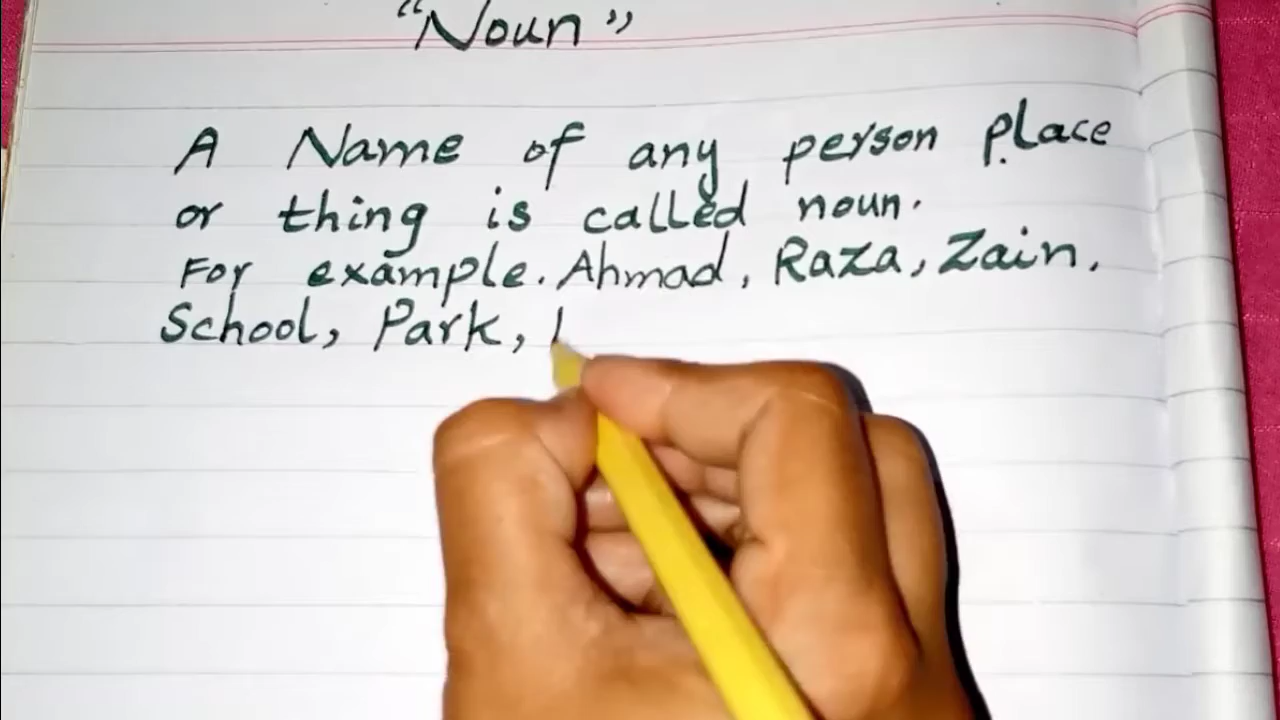 “Noun”
A Name of any person place
or thing is called noun.
For example. Ahmad, Raza, Zain,
School, Park,